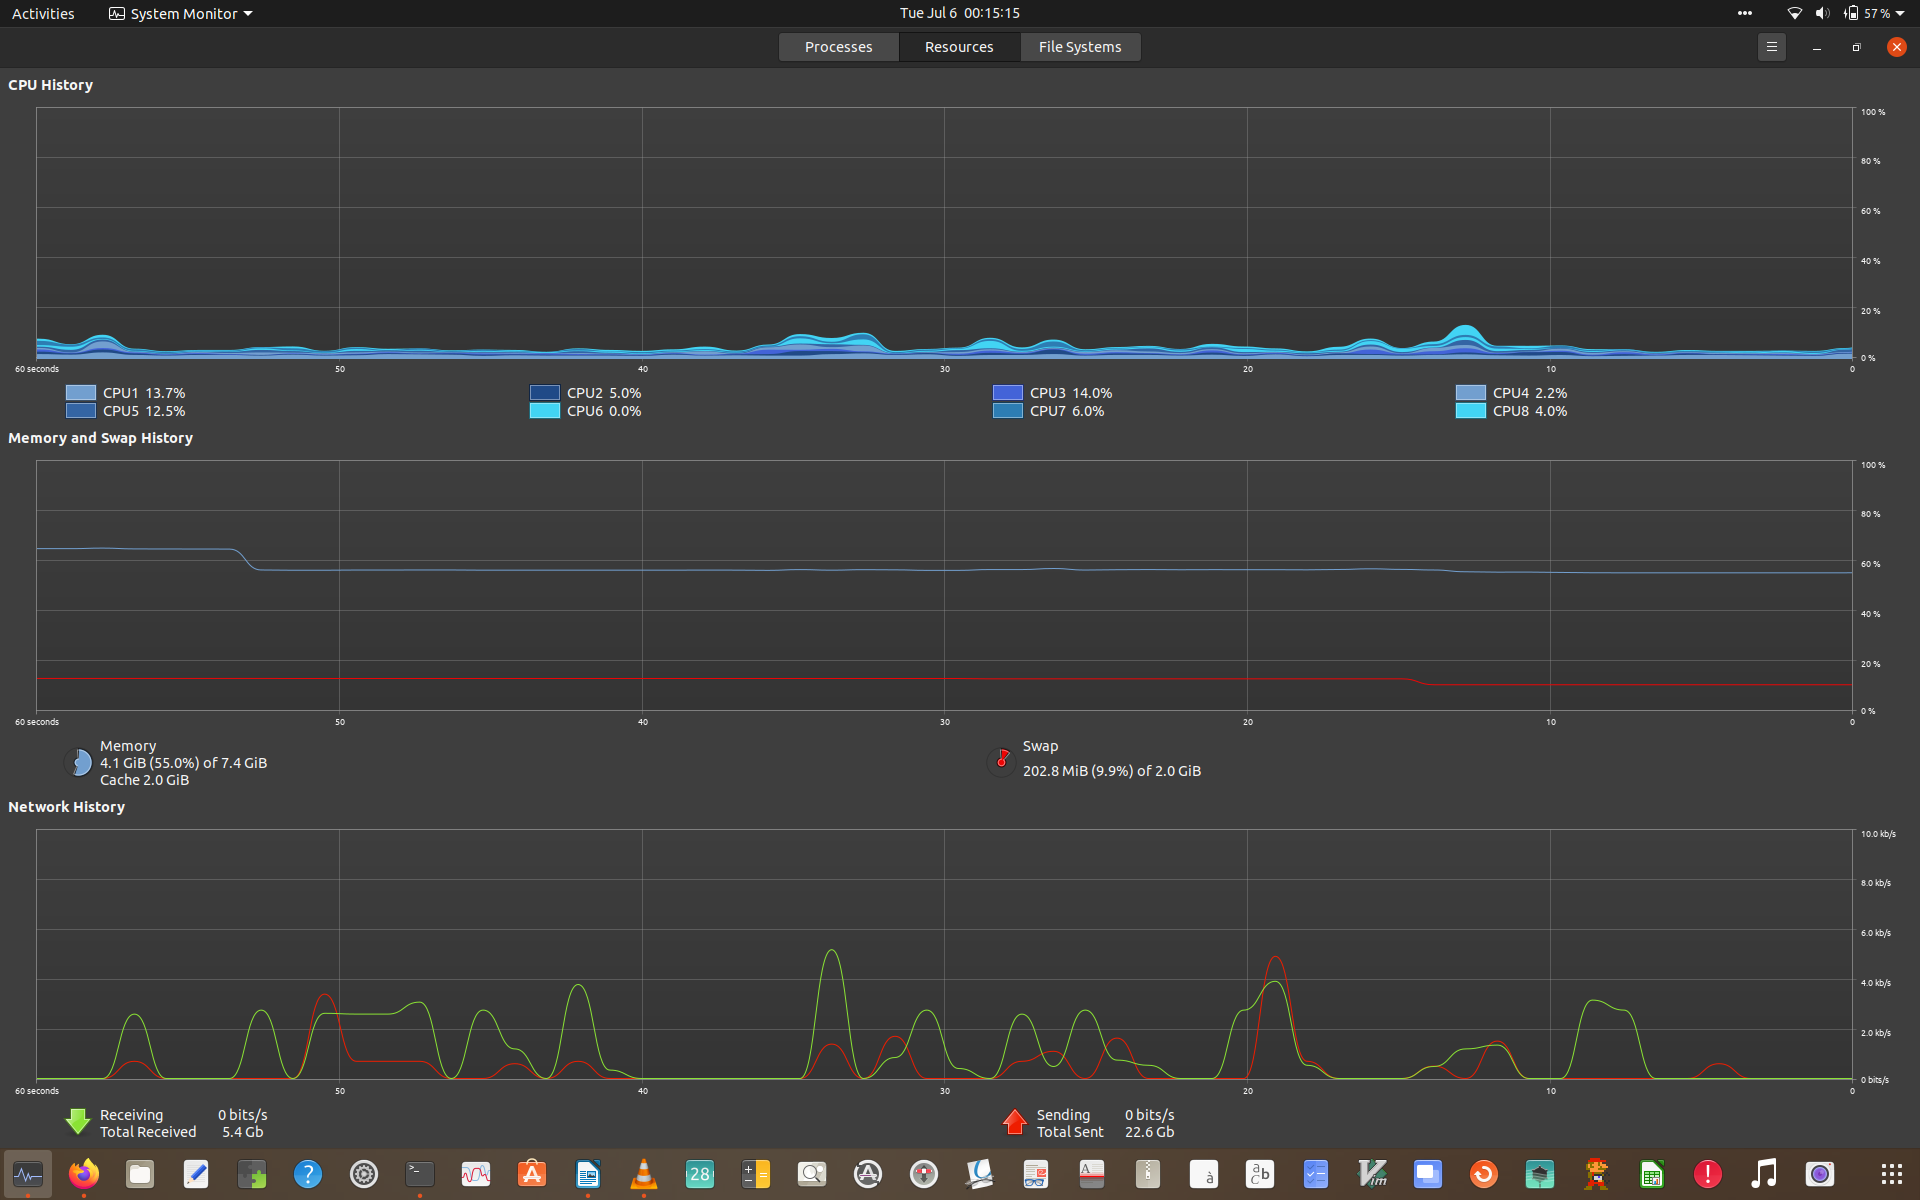 Activities System Monitor Tue Jul 6 00:15:15 57 %
Processes Resources File Systems
CPU History
100 %
80 %
60 %
40 %
20 %
0 %
60 seconds 50 40 30 20 10 0
CPU1 13.7% CPU2 5.0% CPU3 14.0% CPU4 2.2%
CPU5 12.5% CPU6 0.0% CPU7 6.0% CPU8 4.0%
Memory and Swap History
100 %
80 %
60 %
40 %
20 %
0 %
60 seconds 50 40 30 20 10 0
Memory Swap
4.1 GiB (55.0%) of 7.4 GiB 202.8 MiB (9.9%) of 2.0 GiB
Cache 2.0 GiB
Network History
10.0 kb/s
8.0 kb/s
6.0 kb/s
4.0 kb/s
2.0 kb/s
0 bits/s
60 seconds 50 40 30 20 10 0
Receiving 0 bits/s Sending 0 bits/s
Total Received 5.4 Gb Total Sent 22.6 Gb
28 A à a b c Vim